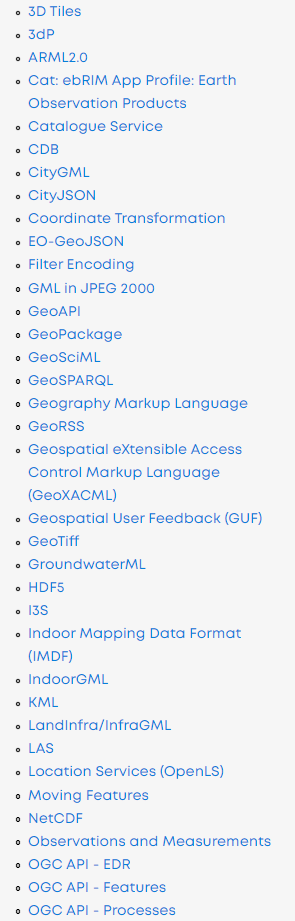 3D Tiles
3dP
ARML2.0
Cat: ebRIM App Profile: Earth
Observation Products
Catalogue Service
CDB
CityGML
CityJSON
Coordinate Transformation
EO-GeoJSON
Filter Encoding
GML in JPEG 2000
GeoAPI
GeoPackage
GeoSciML
GeoSPARQL
Geography Markup Language
GeoRSS
Geospatial eXtensible Access
Control Markup Language
(GeoXACML)
Geospatial User Feedback (GUF)
GeoTiff
GroundwaterML
HDF5
I3S
Indoor Mapping Data Format
(IMDF)
IndoorGML
KML
LandInfra/InfraGML
LAS
Location Services (OpenLS)
Moving Features
NetCDF
Observations and Measurements
OGC API - EDR
OGC API - Features
OGC API - Processes